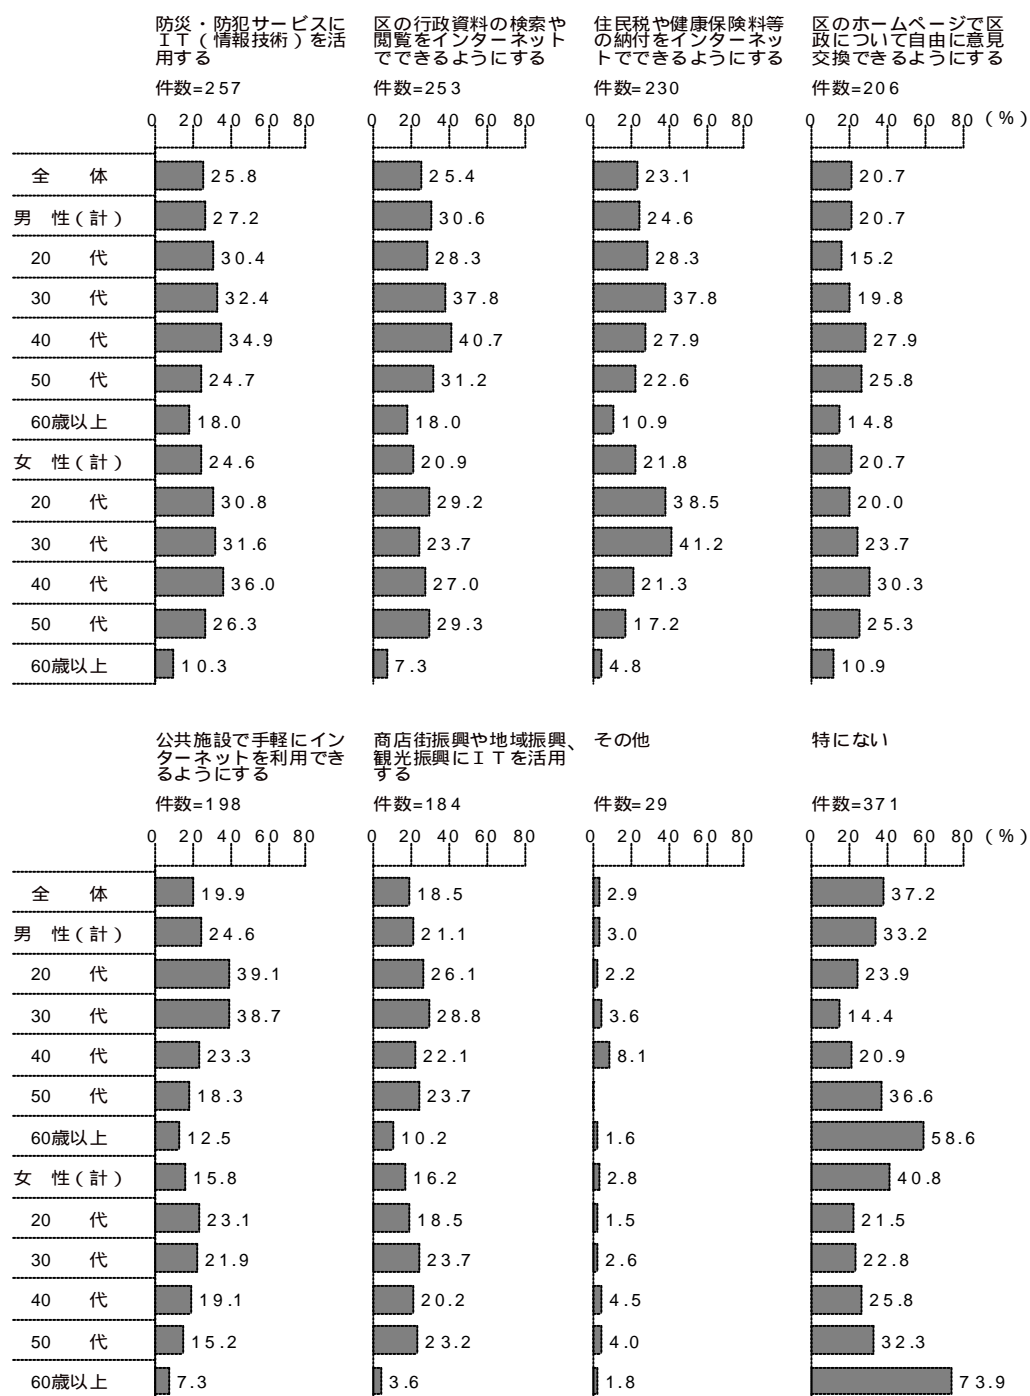 防災・防犯サービスに
ＩＴ（情報技術）を活
用する
件数=257
区の行政資料の検索や
閲覧をインターネット
でできるようにする
件数=253
住民税や健康保険料等
の納付をインターネッ
トでできるようにする
件数=230
区のホームページで区
政について自由に意見
交換できるようにする
件数=206
0 20 40 60 80 0 20 40 60 80 0 20 40 60 80 0 20 40 60 80 (%)
全 体 25.8 25.4 23.1 20.7
男 性(計) 27.2 30.6 24.6 20.7
20 代 30.4 28.3 28.3 15.2
30 代 32.4 37.8 37.8 19.8
40 代 34.9 40.7 27.9 27.9
50 代 24.7 31.2 22.6 25.8
60歳以上 18.0 18.0 10.9 14.8
女 性(計) 24.6 20.9 21.8 20.7
20 代 30.8 29.2 38.5 20.0
30 代 31.6 23.7 41.2 23.7
40 代 36.0 27.0 21.3 30.3
50 代 26.3 29.3 17.2 25.3
60歳以上 10.3 7.3 4.8 10.9
公共施設で手軽にイン
ターネットを利用でき
るようにする
件数=198
商店街振興や地域振興、
観光振興にＩＴを活用
する
件数=184
その他
件数=29
特にない
件数=371
0 20 40 60 80 0 20 40 60 80 0 20 40 60 80 0 20 40 60 80 (%)
全 体 19.9 18.5 2.9 37.2
男 性(計) 24.6 21.1 3.0 33.2
20 代 39.1 26.1 2.2 23.9
30 代 38.7 28.8 3.6 14.4
40 代 23.3 22.1 8.1 20.9
50 代 18.3 23.7 36.6
60歳以上 12.5 10.2 1.6 58.6
女 性(計) 15.8 16.2 2.8 40.8
20 代 23.1 18.5 1.5 21.5
30 代 21.9 23.7 2.6 22.8
40 代 19.1 20.2 4.5 25.8
50 代 15.2 23.2 4.0 32.3
60歳以上 7.3 3.6 1.8 73.9